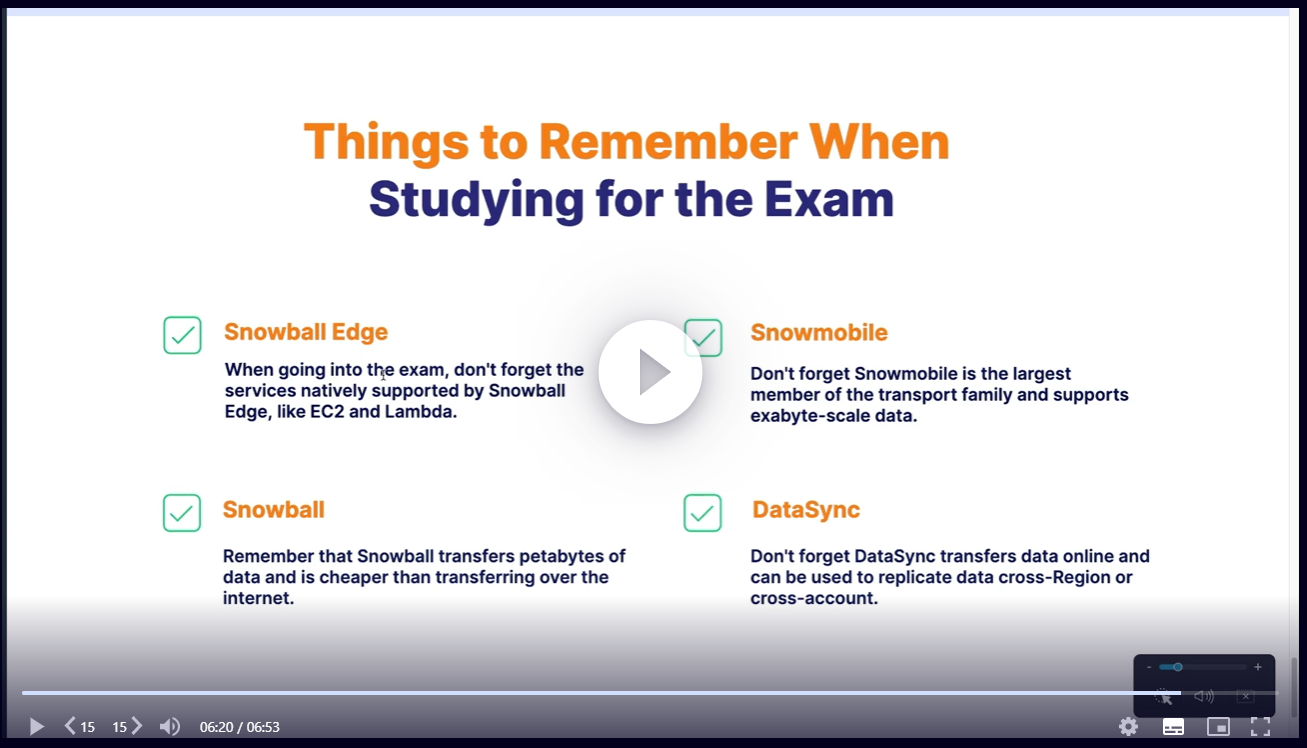 Things to Remember When
Studying for the Exam
Snowball Edge
When going into the exam, don't forget the
services natively supported by Snowball
Edge, like EC2 and Lambda.
Snowmobile
Don't forget Snowmobile is the largest
member of the transport family and supports
exabyte-scale data.
Snowball
Remember that Snowball transfers petabytes of
data and is cheaper than transferring over the
internet.
DataSync
Don't forget DataSync transfers data online and
can be used to replicate data cross-Region or
cross-account.
- +
15 15 06:20 / 06:53